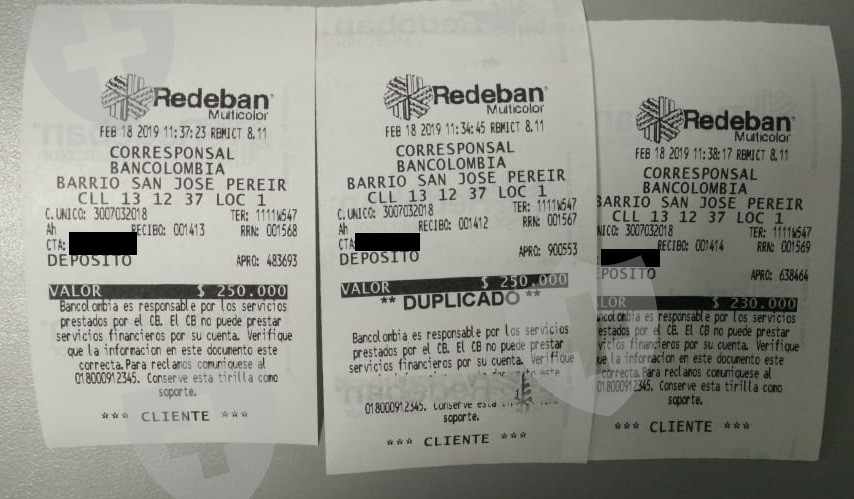 Redeban
Multicolor
FEB 18 2019 11:37:23 RBMICT 8.11
CORRESPONSAL
BANCOLOMBIA
BARRIO SAN JOSE PEREIR
CLL 13 12 37 LOC 1
C.UNICO: 3007032018 TER: 1111W547
Ah RECIBO: 001413 RRN: 001568
CTA:
DEPOSITO APRO: 483693
VALOR $ 250.000
Bancolombia es responsable por los servicios
prestados por el CB. El CB no puede prestar
servicios financieros por su cuenta. Verifique
que la informacion en este documento este
correcta. Para reclamos comuniquese al
018000912345. Conserve esta tirilla como
soporte.
*** CLIENTE ***
Redeban
Multicolor
FEB 18 2019 11:34:45 RBMICT 8.11
CORRESPONSAL
BANCOLOMBIA
BARRIO SAN JOSE PEREIR
CLL 13 12 37 LOC 1
C.UNICO: 3007032018 TER: 1111W547
Ah RECIBO: 001412 RRN: 001567
CTA:
DEPOSITO APRO: 900553
VALOR $ 250.000
** DUPLICADO **
Bancolombia es responsable por los servicios
prestados por el CB. El CB no puede prestar
servicios financieros por su cuenta. Verifique
018000912345. Conserve esta
soporte.
*** CLIENTE ***
Redeban
Multicolor
FEB 18 2019 11:38:17 RBMICT 8.11
CORRESPONSAL
BANCOLOMBIA
BARRIO SAN JOSE PEREIR
CLL 13 12 37 LOC 1
NICO: 3007032018 TER: 1111W547
RECIBO: 001414 RRN: 001569
EPOSITO APRO: 638464
LOR $ 230.000
ancolombia es responsable por los servicios
restados por el CB. El CB no puede prestar
vicios financieros por su cuenta. Verifique
ue la informacion en este documento este
correcta. Para reclamos comuniquese al
018000912345. Conserve esta tirilla como
soporte.
*** CLIENTE ***